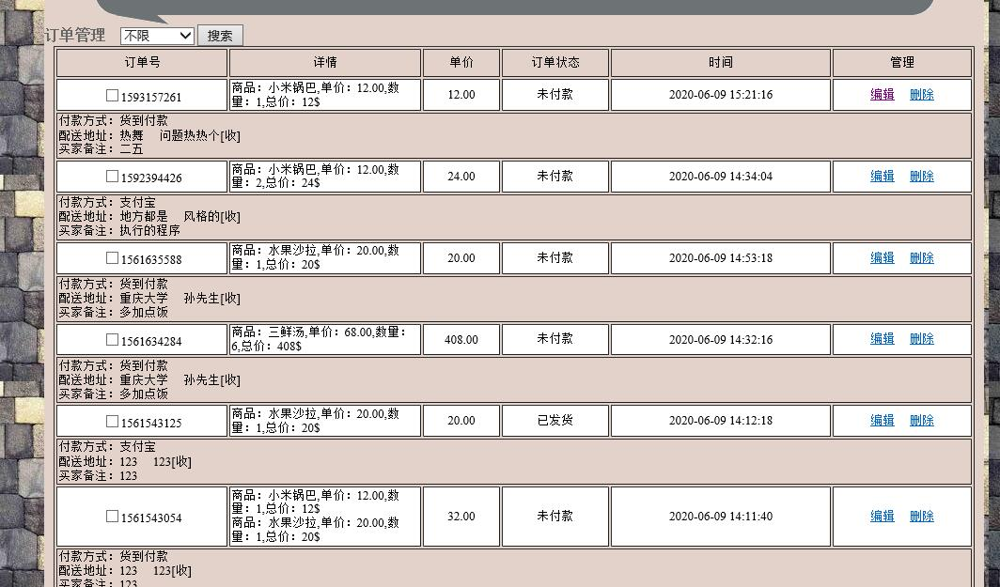 订单管理 不限 搜索
订单号 详情 单价 订单状态 时间 管理
1593157261 商品：小米锅巴,单价：12.00,数 12.00 未付款 2020-06-09 15:21:16 编辑 删除
量：1,总价：12$
付款方式：货到付款
配送地址：热舞 问题热热个[收]
买家备注：二五
1592394426 商品：小米锅巴,单价：12.00,数 24.00 未付款 2020-06-09 14:34:04 编辑 删除
量：2,总价：24$
付款方式：支付宝
配送地址：地方都是 风格的[收]
买家备注：执行的程序
1561635588 商品：水果沙拉,单价：20.00,数 20.00 未付款 2020-06-09 14:53:18 编辑 删除
量：1,总价：20$
付款方式：货到付款
配送地址：重庆大学 孙先生[收]
买家备注：多加点饭
1561634284 商品：三鲜汤,单价：68.00,数量： 408.00 未付款 2020-06-09 14:32:16 编辑 删除
6,总价：408$
付款方式：货到付款
配送地址：重庆大学 孙先生[收]
买家备注：多加点饭
1561543125 商品：水果沙拉,单价：20.00,数 20.00 已发货 2020-06-09 14:12:18 编辑 删除
量：1,总价：20$
付款方式：支付宝
配送地址：123 123[收]
买家备注：123
1561543054 商品：小米锅巴,单价：12.00,数 32.00 未付款 2020-06-09 14:11:40 编辑 删除
量：1,总价：12$
商品：水果沙拉,单价：20.00,数
量：1,总价：20$
付款方式：货到付款
配送地址：123 123[收]
买家备注：123